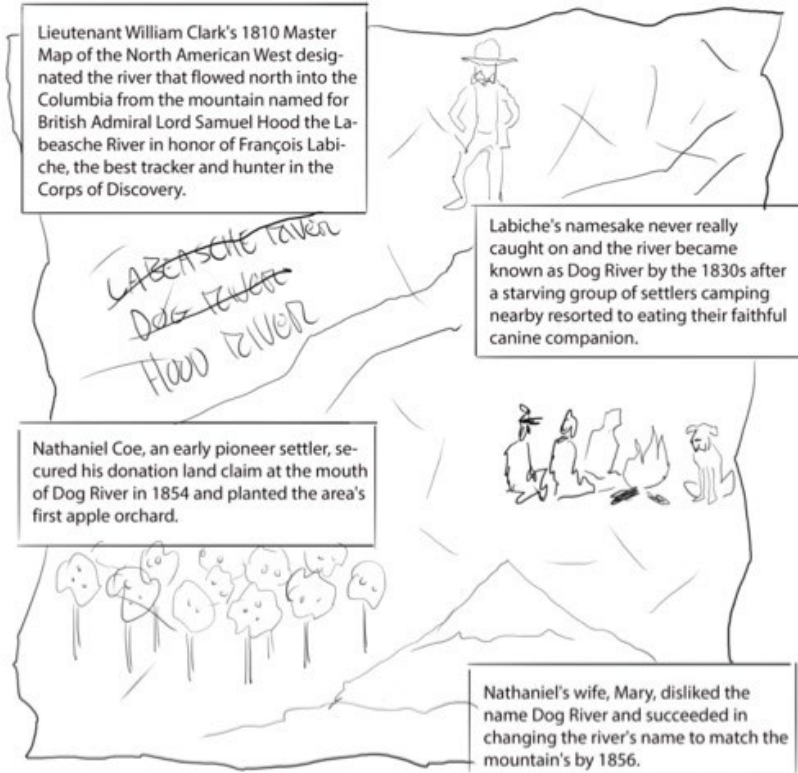 Lieutenant William Clark's 1810 Master
Map of the North American West desig-
nated the river that flowed north into the
Columbia from the mountain named for
British Admiral Lord Samuel Hood the La-
beasche River in honor of François Labi-
che, the best tracker and hunter in the
Corps of Discovery.
LABEASCHE RIVER
DOG RIVER
HOOD RIVER
Labiche's namesake never really
caught on and the river became
known as Dog River by the 1830s after
a starving group of settlers camping
nearby resorted to eating their faithful
canine companion.
Nathaniel Coe, an early pioneer settler, se-
cured his donation land claim at the mouth
of Dog River in 1854 and planted the area's
first apple orchard.
Nathaniel's wife, Mary, disliked the
name Dog River and succeeded in
changing the river's name to match the
mountain's by 1856.